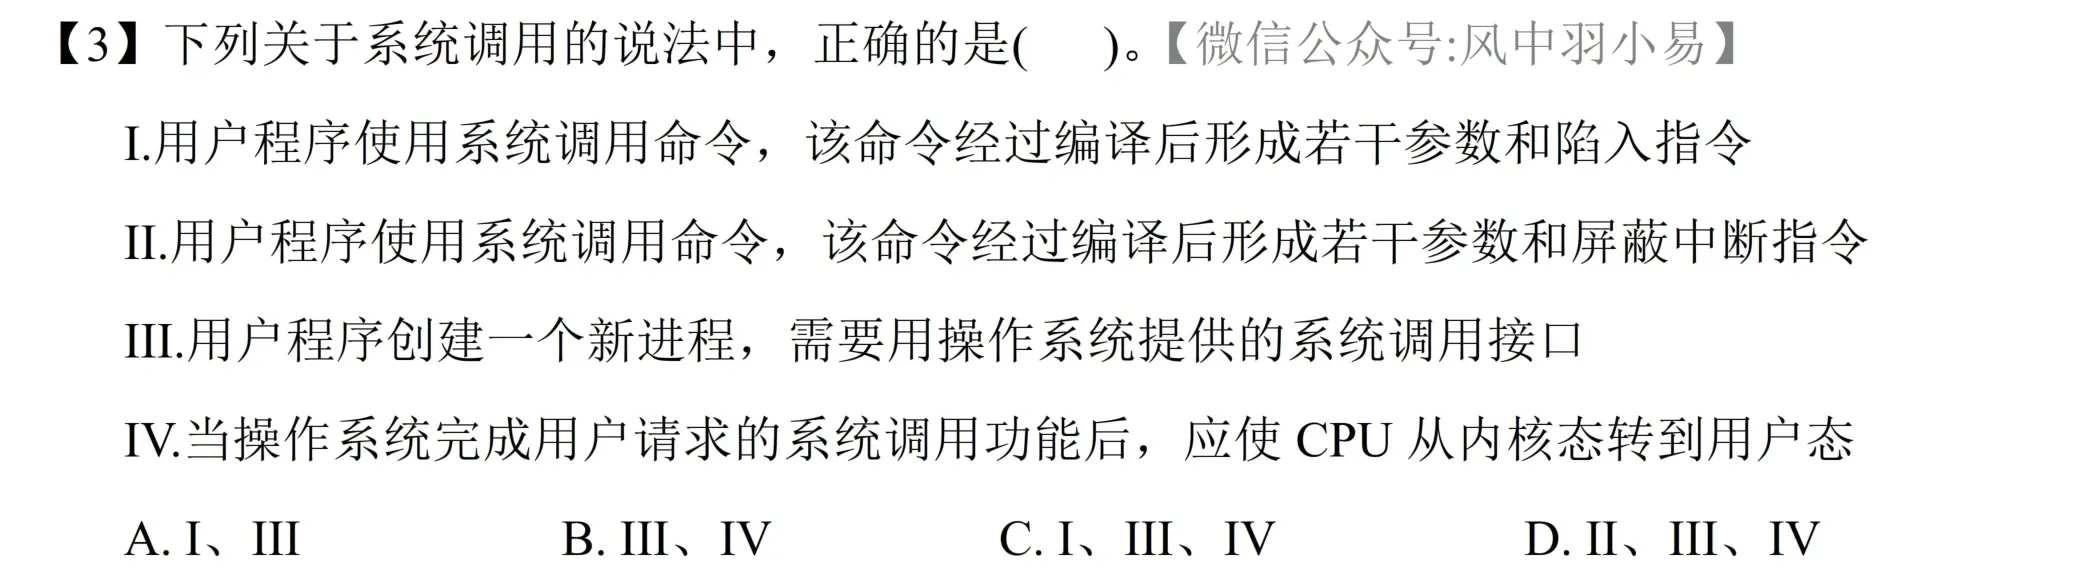 【3】下列关于系统调用的说法中，正确的是(　　)。【微信公众号:风中羽小易】
I.用户程序使用系统调用命令，该命令经过编译后形成若干参数和陷入指令
II.用户程序使用系统调用命令，该命令经过编译后形成若干参数和屏蔽中断指令
III.用户程序创建一个新进程，需要用操作系统提供的系统调用接口
IV.当操作系统完成用户请求的系统调用功能后，应使 CPU 从内核态转到用户态
A. I、III　　B. III、IV　　C. I、III、IV　　D. II、III、IV